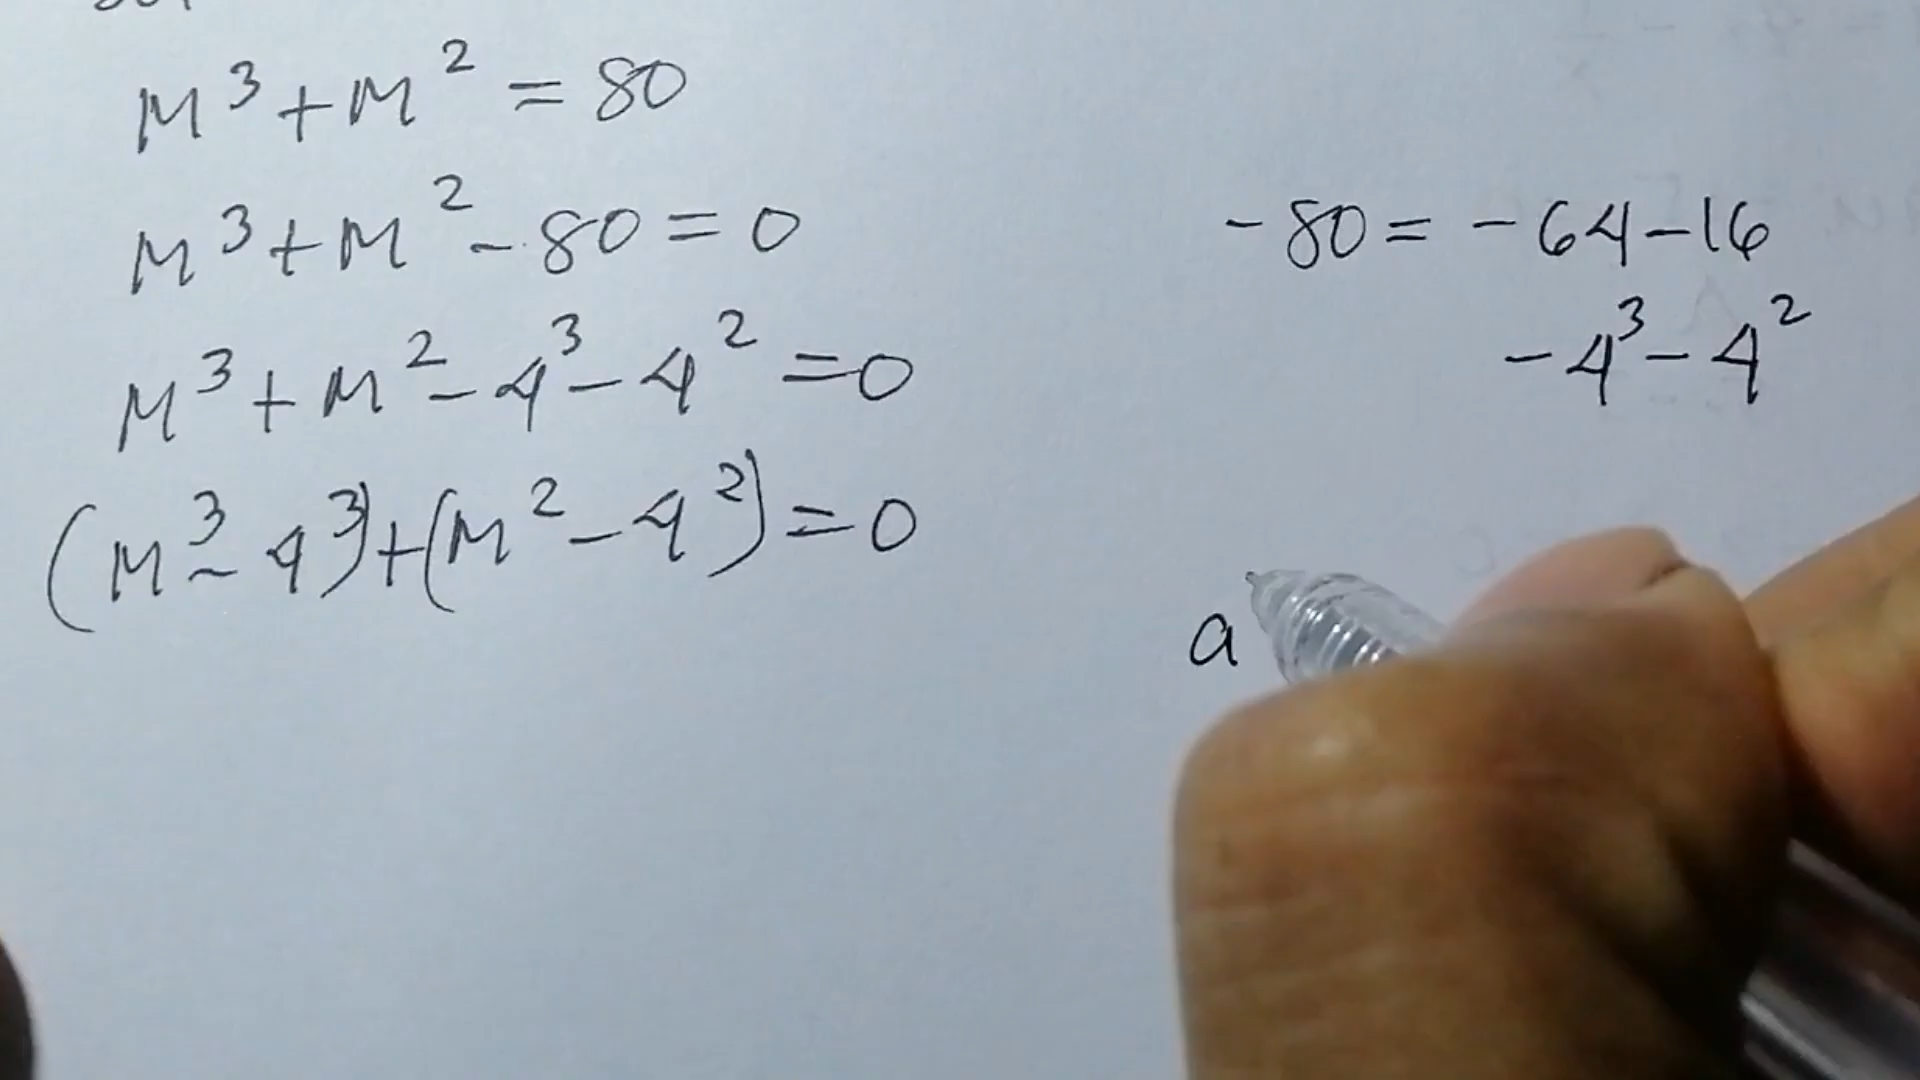 M³ + M² = 80
M³ + M² - 80 = 0
M³ + M² - 4³ - 4² = 0
(M³ - 4³) + (M² - 4²) = 0
- 80 = - 64 - 16
- 4³ - 4²
a